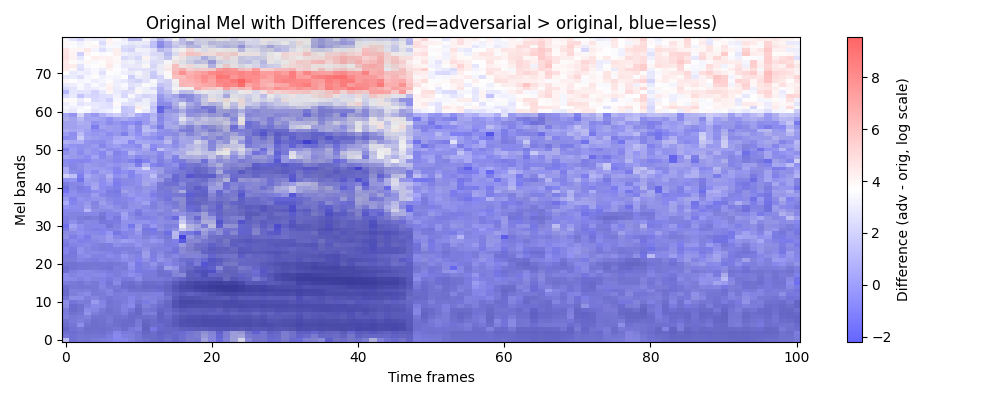 Original Mel with Differences (red=adversarial > original, blue=less)
Mel bands
70
60
50
40
30
20
10
0
0 20 40 60 80 100
Time frames
8
6
4
2
0
−2
Difference (adv - orig, log scale)